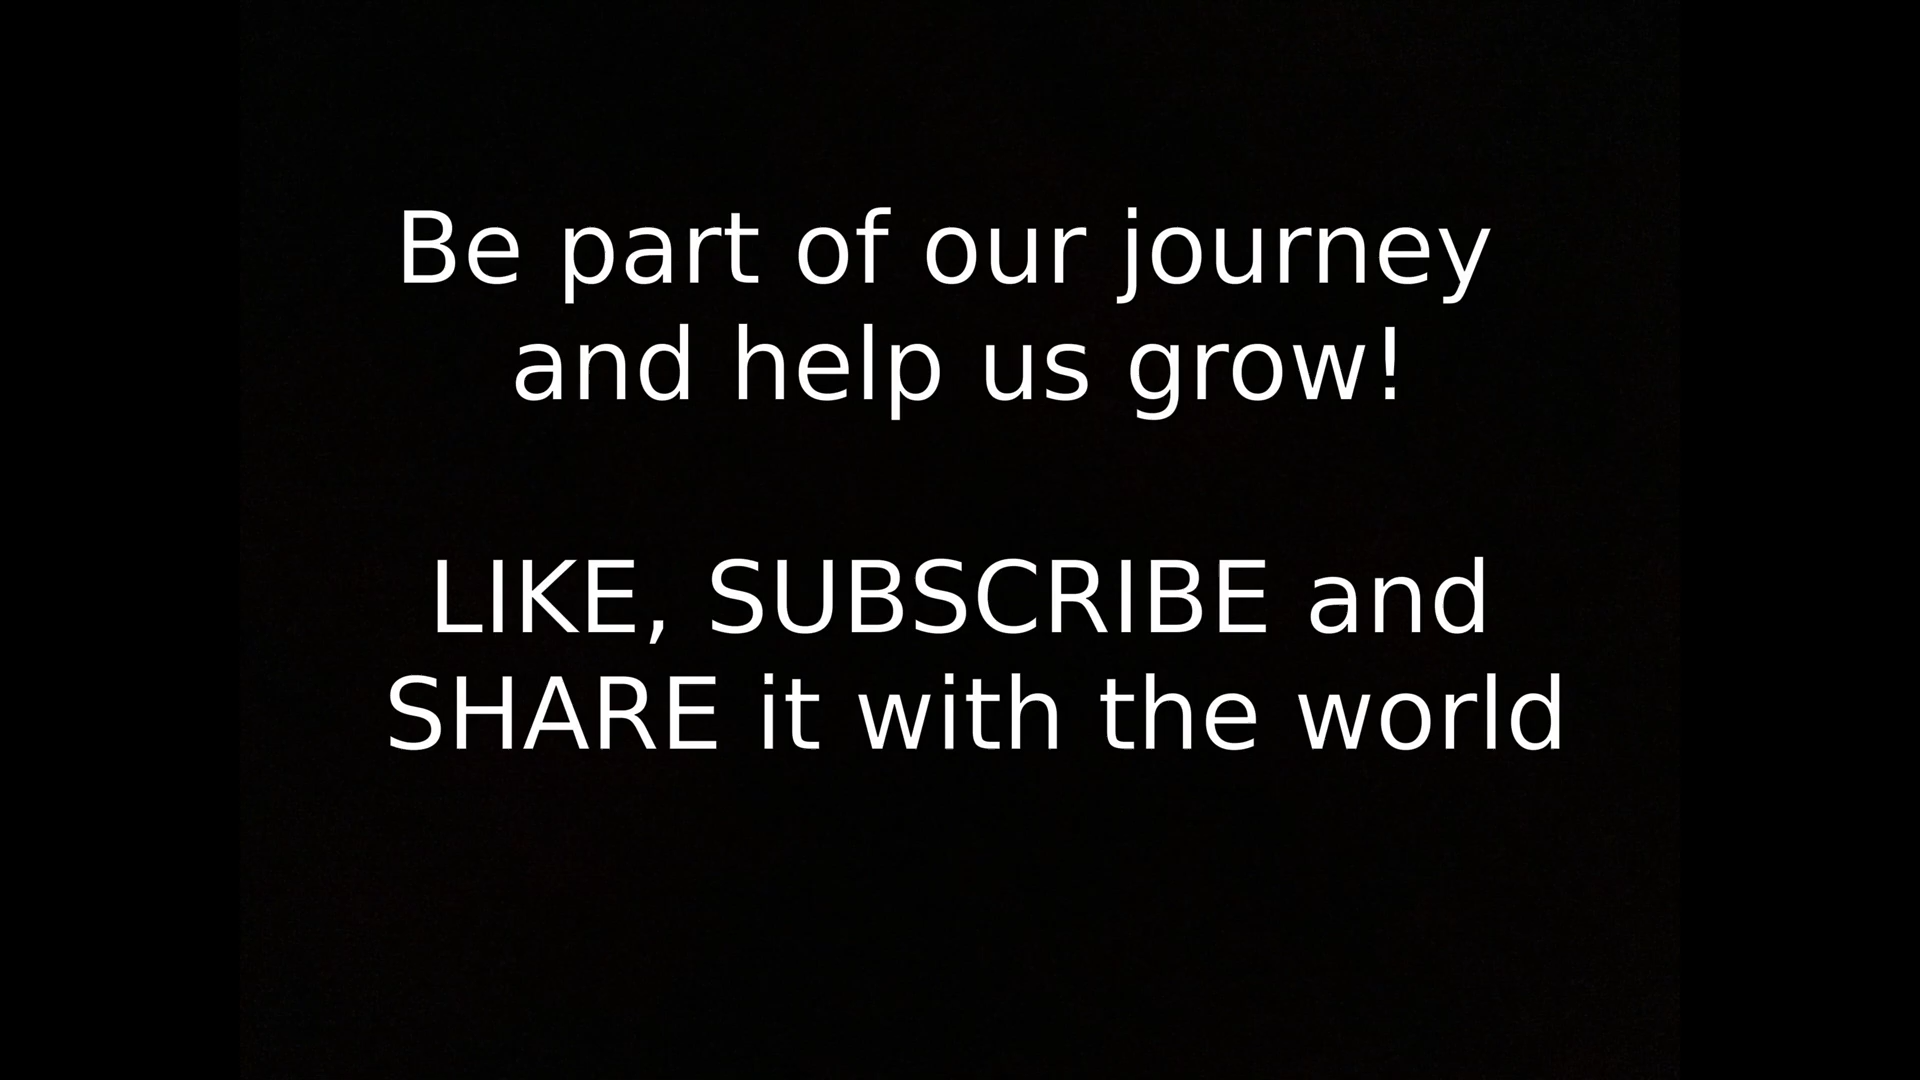 Be part of our journey
and help us grow!
LIKE, SUBSCRIBE and
SHARE it with the world